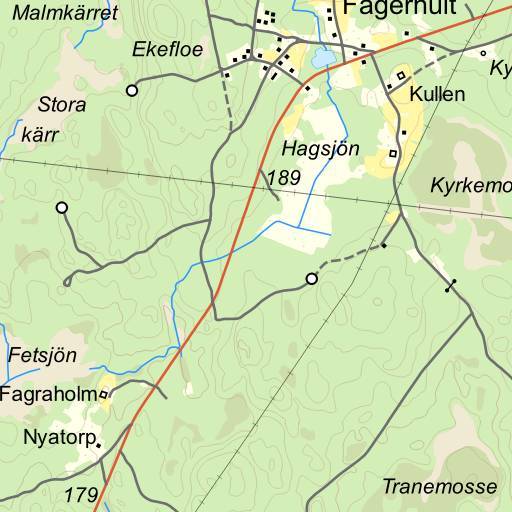 Fagerhult
Malmkärret
Ekefloe
Ky
Kullen
Stora
kärr
Hagsjön
189
Kyrkemo
Fetsjön
Fagraholm
Nyatorp
179
Tranemosse